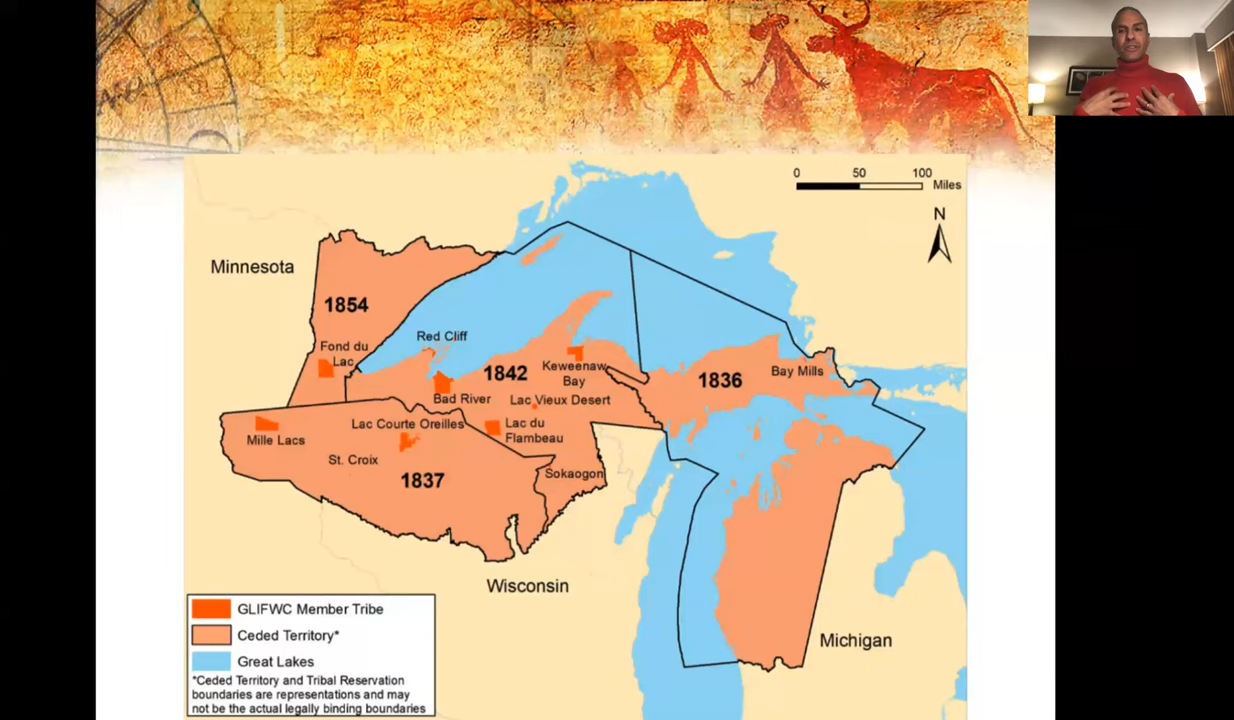 0 50 100
Miles
N
Minnesota
1854
Fond du
Lac
Red Cliff
1842
Keweenaw
Bay
1836
Bay Mills
Bad River
Lac Vieux Desert
Lac Courte Oreilles
Lac du
Flambeau
Mille Lacs
St. Croix
1837
Sokaogon
Wisconsin
Michigan
GLIFWC Member Tribe
Ceded Territory*
Great Lakes
*Ceded Territory and Tribal Reservation
boundaries are representations and may
not be the actual legally binding boundaries